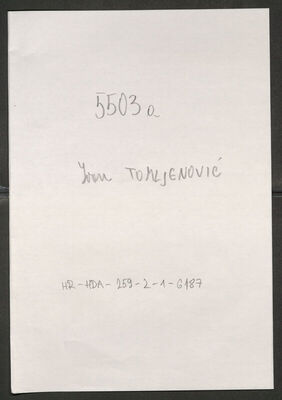 5503a
Ivan TOMLJENOVIĆ
HR-HDA-259-2-1-6187